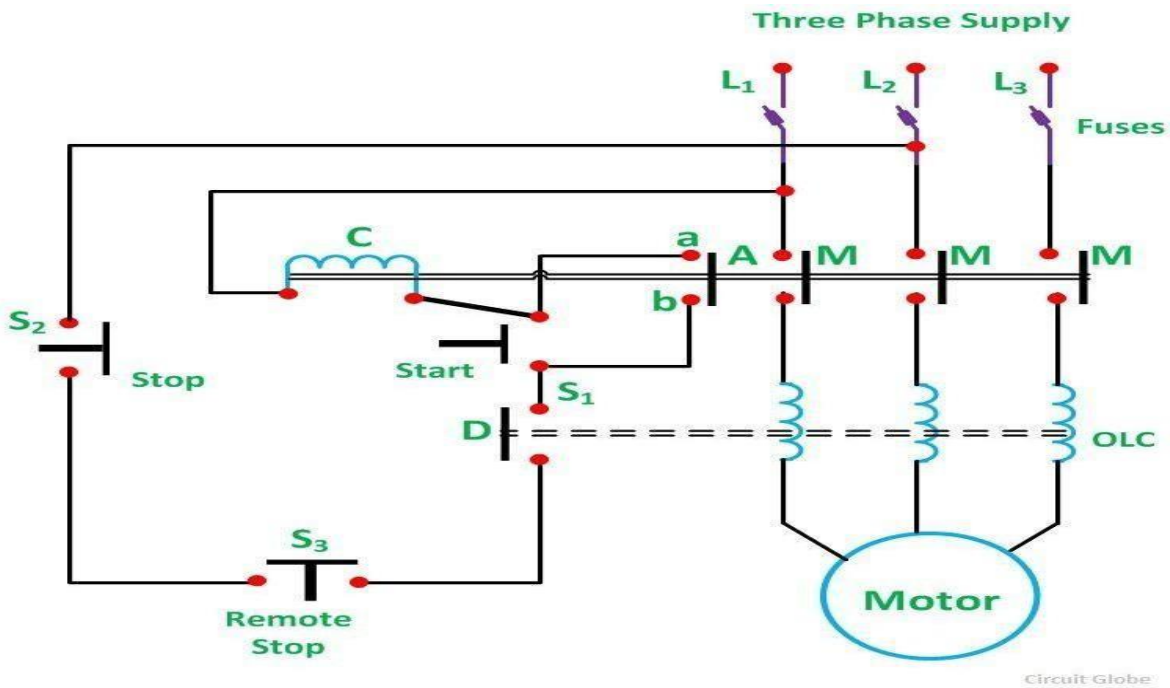 Three Phase Supply
L₁
L₂
L₃
Fuses
C
a
A
M
M
M
b
S₂
Stop
Start
S₁
D
OLC
S₃
Remote
Stop
Motor
Circuit Globe